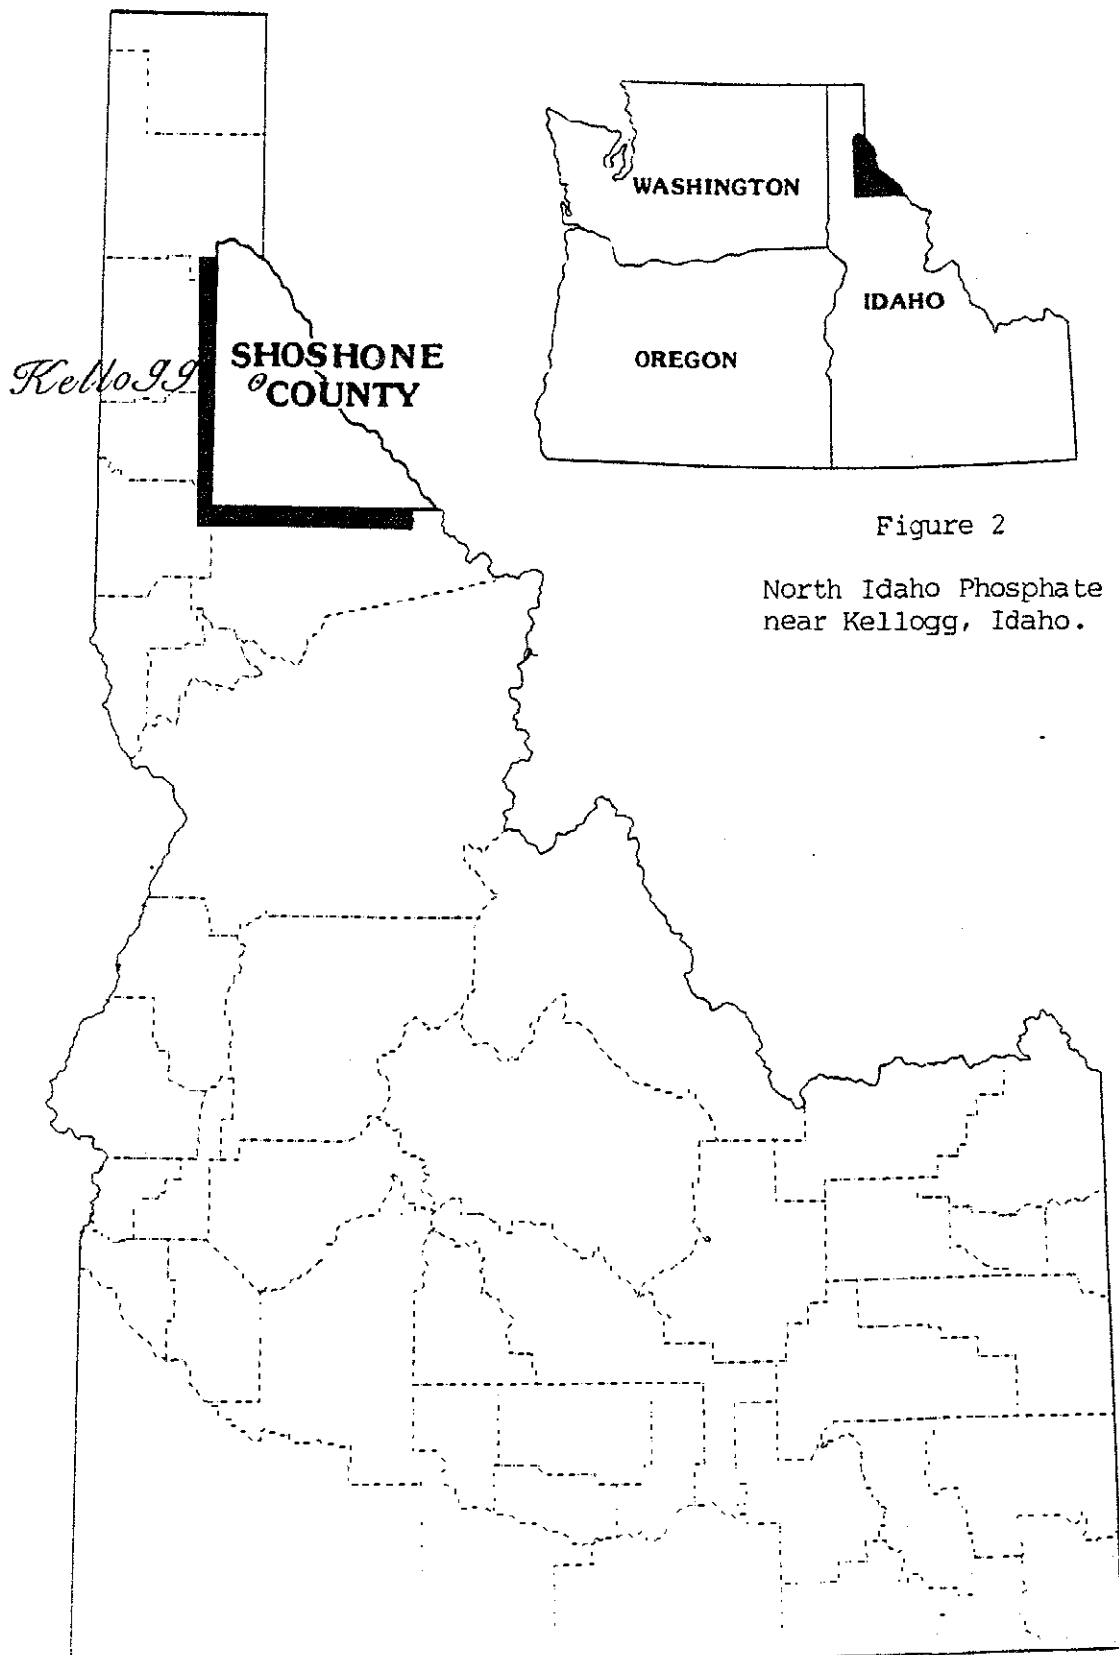 WASHINGTON
IDAHO
OREGON
Kellogg
SHOSHONE
COUNTY
Figure 2
North Idaho Phosphate
near Kellogg, Idaho.